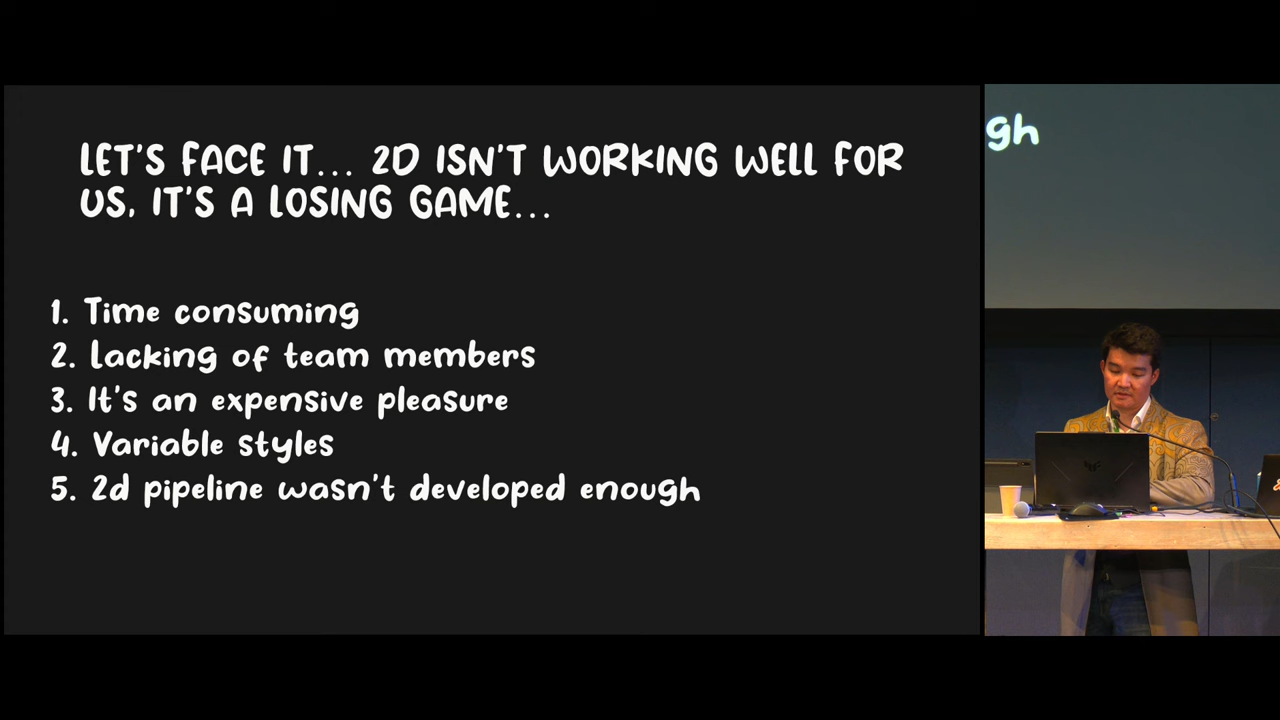 LET'S FACE IT... 2D ISN'T WORKING WELL FOR
US, IT'S A LOSING GAME...
1. Time consuming
2. Lacking of team members
3. It's an expensive pleasure
4. Variable styles
5. 2d pipeline wasn't developed enough
gh